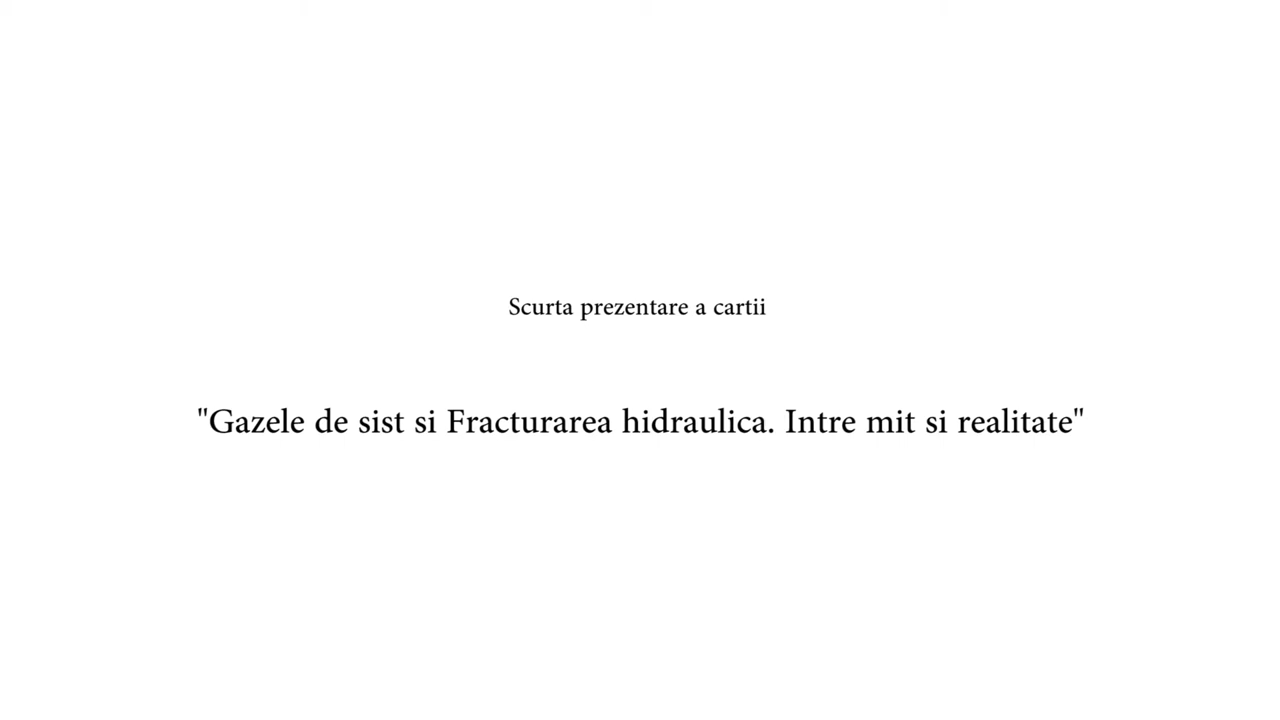 Scurta prezentare a cartii
"Gazele de sist si Fracturarea hidraulica. Intre mit si realitate"